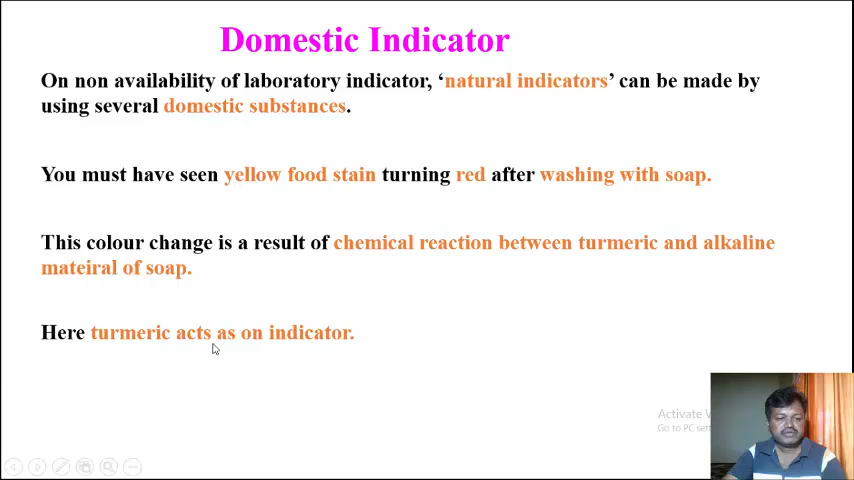 Domestic Indicator
On non availability of laboratory indicator, ‘natural indicators’ can be made by
using several domestic substances.
You must have seen yellow food stain turning red after washing with soap.
This colour change is a result of chemical reaction between turmeric and alkaline
mateiral of soap.
Here turmeric acts as on indicator.
Activate
Go to PC